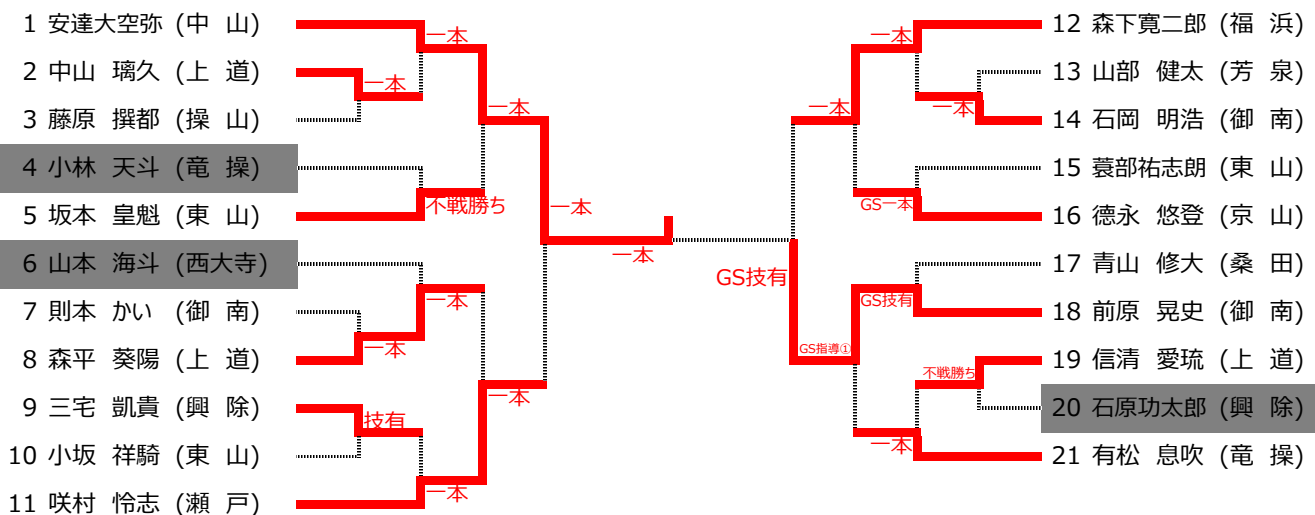 1 安達大空弥 (中 山)
2 中山 璃久 (上 道)
3 藤原 撰都 (操 山)
4 小林 天斗 (竜 操)
5 坂本 皇魁 (東 山)
6 山本 海斗 (西大寺)
7 則本 かい (御 南)
8 森平 葵陽 (上 道)
9 三宅 凱貴 (興 除)
10 小坂 祥騎 (東 山)
11 咲村 怜志 (瀬 戸)
一本
一本
不戦勝ち
一本
一本
技有
一本
一本
一本
一本
一本
GS技有
一本
GS指導①
一本
一本
GS一本
GS技有
不戦勝ち
一本
12 森下寛二郎 (福 浜)
13 山部 健太 (芳 泉)
14 石岡 明浩 (御 南)
15 蓑部祐志朗 (東 山)
16 德永 悠登 (京 山)
17 青山 修大 (桑 田)
18 前原 晃史 (御 南)
19 信清 愛琉 (上 道)
20 石原功太郎 (興 除)
21 有松 息吹 (竜 操)